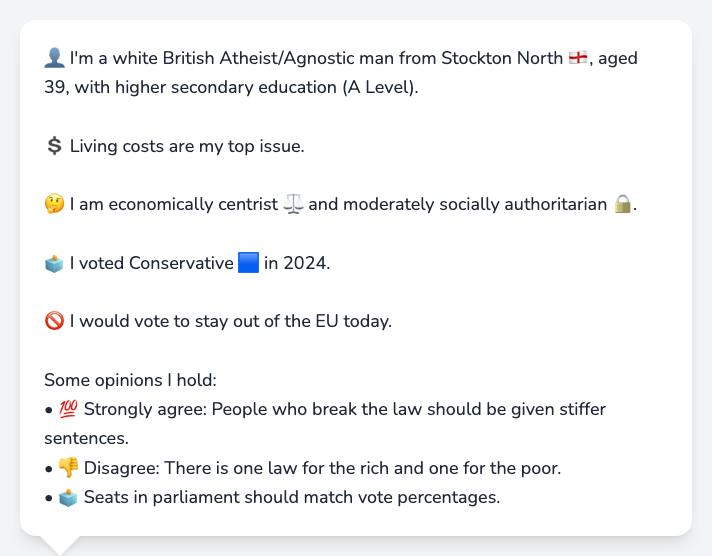 👤 I'm a white British Atheist/Agnostic man from Stockton North 🏴󠁧󠁢󠁥󠁮󠁧󠁿, aged
39, with higher secondary education (A Level).
💲 Living costs are my top issue.
🤔 I am economically centrist ⚖️ and moderately socially authoritarian 🔒.
🗳️ I voted Conservative 🟦 in 2024.
🚫 I would vote to stay out of the EU today.
Some opinions I hold:
• 💯 Strongly agree: People who break the law should be given stiffer
sentences.
• 👎 Disagree: There is one law for the rich and one for the poor.
• 🗳️ Seats in parliament should match vote percentages.